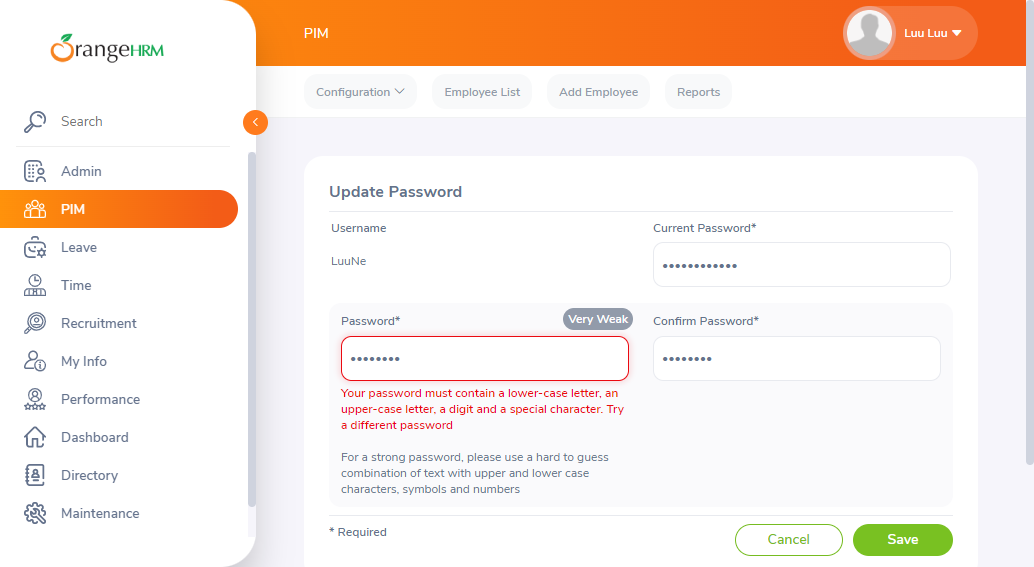 OrangeHRM
Search
Admin
PIM
Leave
Time
Recruitment
My Info
Performance
Dashboard
Directory
Maintenance
PIM
Luu Luu
Configuration
Employee List
Add Employee
Reports
Update Password
Username
Current Password*
LuuNe
••••••••••••
Password*
Very Weak
Confirm Password*
••••••••
••••••••
Your password must contain a lower-case letter, an
upper-case letter, a digit and a special character. Try
a different password
For a strong password, please use a hard to guess
combination of text with upper and lower case
characters, symbols and numbers
* Required
Cancel
Save